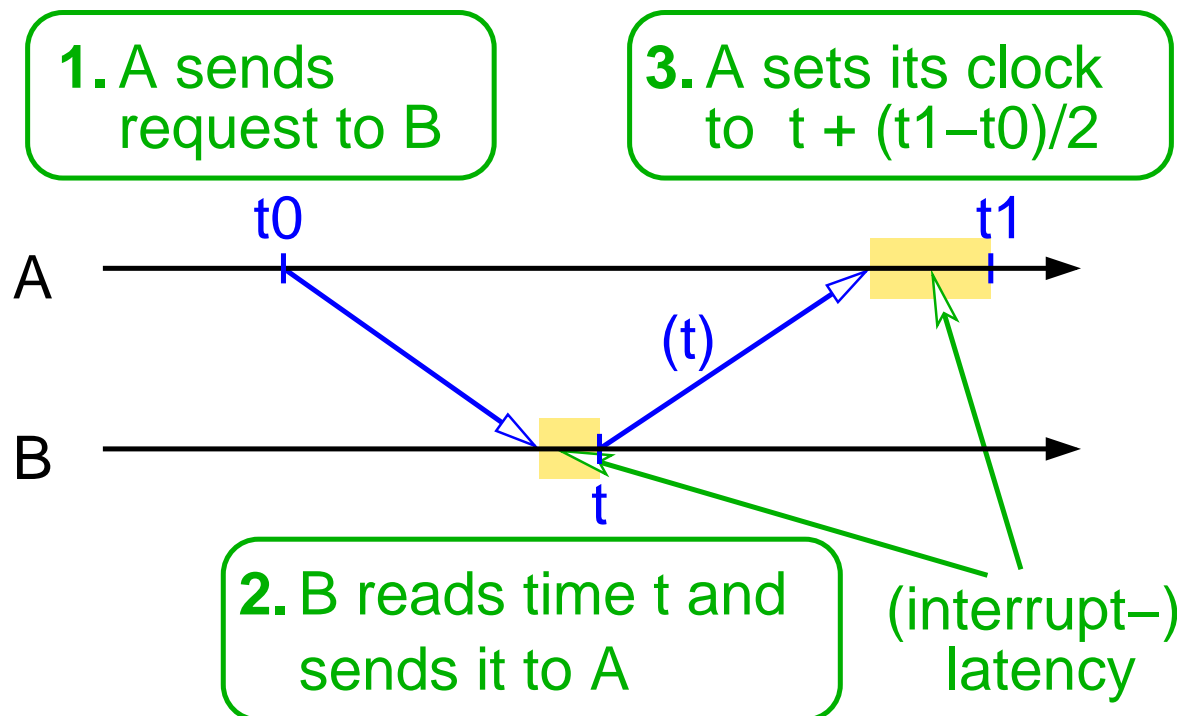 1. A sends
request to B
3. A sets its clock
to t + (t1–t0)/2
t0
t1
A
(t)
B
t
2. B reads time t and
sends it to A
(interrupt–)
latency